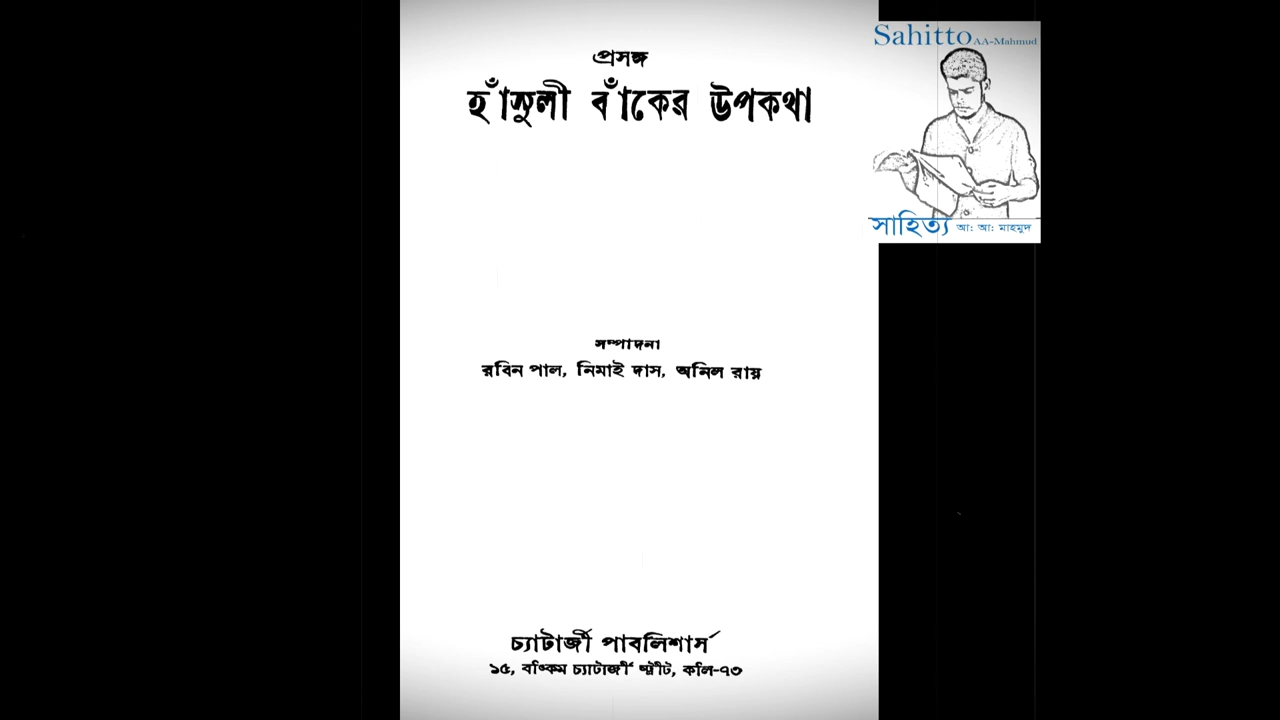 প্রসঙ্গ
হাঁসুলী বাঁকের উপকথা
সম্পাদনা
রবিন পাল, নিমাই দাস, অনিল রায়
চ্যাটার্জী পাবলিশার্স
১৫, বঙ্কিম চ্যাটার্জী স্ট্রীট, কলি-৭৩
Sahitto AA-Mahmud
সাহিত্য আ: আ: মাহমুদ